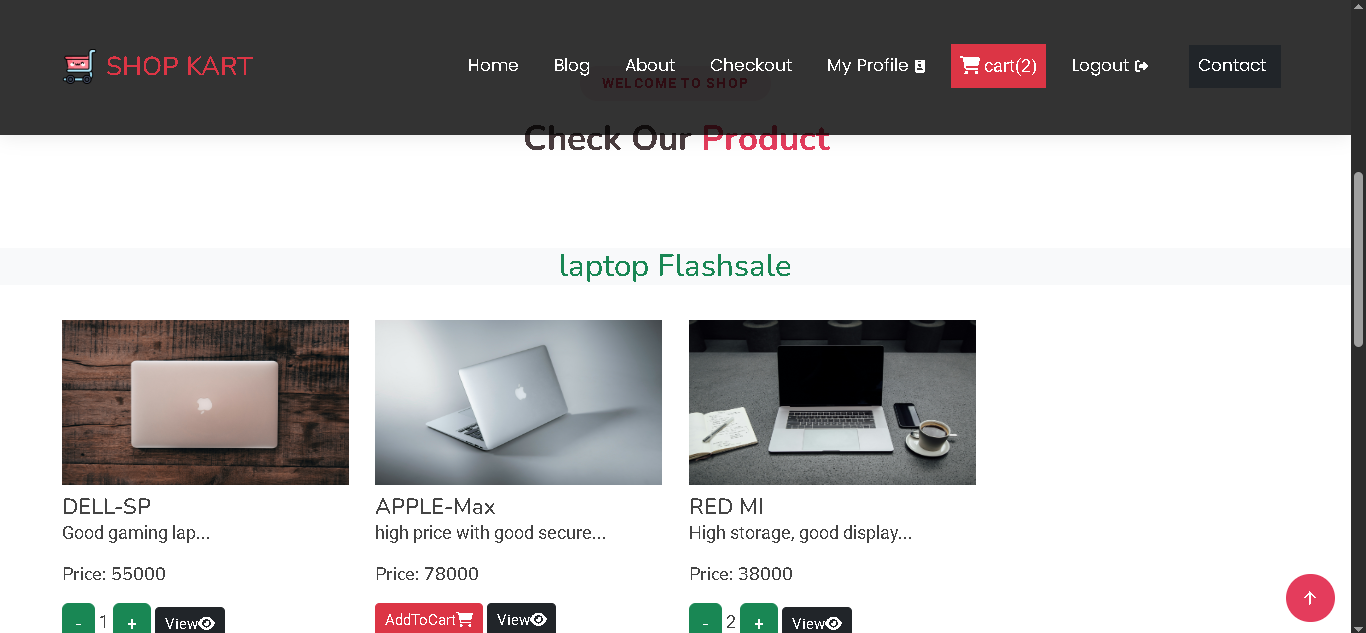 SHOP KART
Home Blog About Checkout My Profile cart(2) Logout Contact
WELCOME TO SHOP
Check Our Product
laptop Flashsale
DELL-SP
Good gaming lap...
Price: 55000
- 1 + View
APPLE-Max
high price with good secure...
Price: 78000
AddToCart View
RED MI
High storage, good display...
Price: 38000
- 2 + View